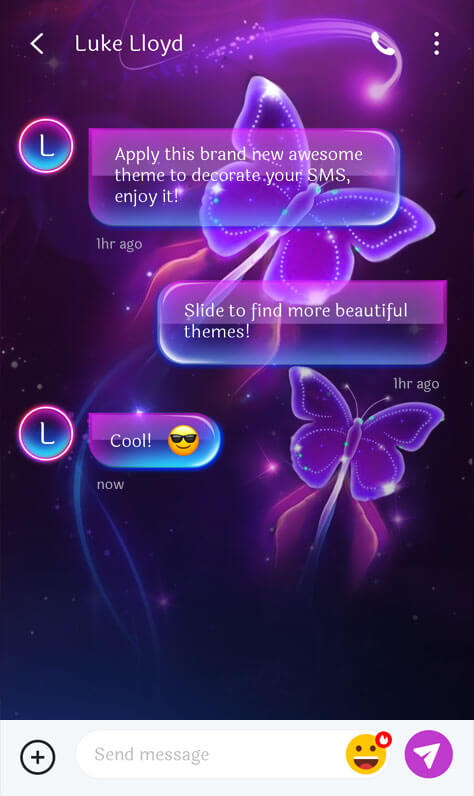 Luke Lloyd
L
Apply this brand new awesome
theme to decorate your SMS,
enjoy it!
1hr ago
Slide to find more beautiful
themes!
1hr ago
L
Cool! 😎
now
Send message